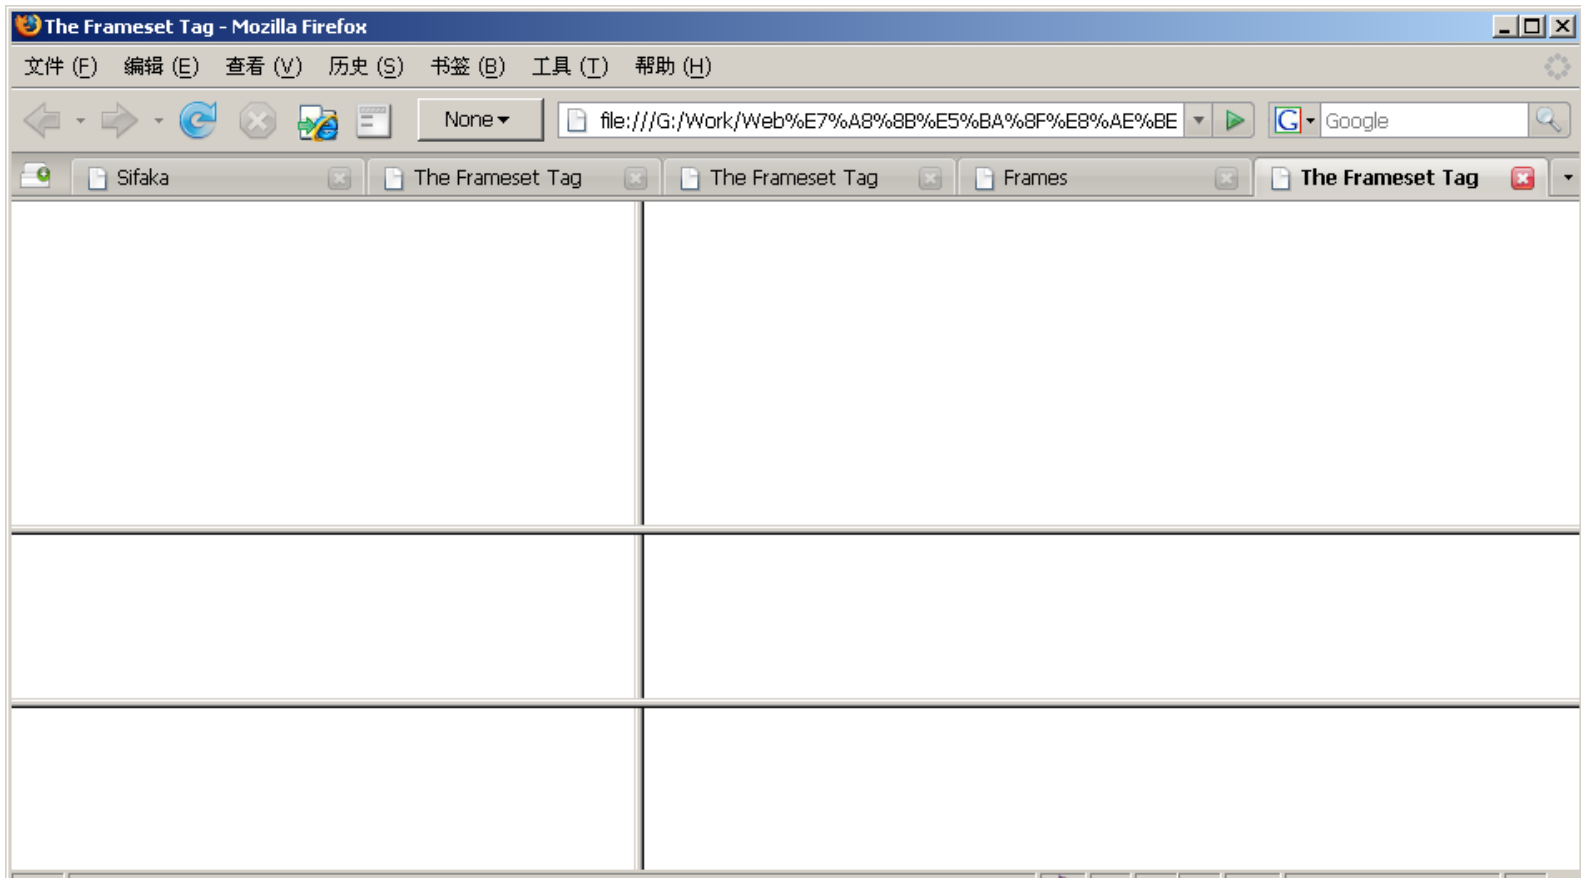 The Frameset Tag - Mozilla Firefox
文件 (F) 编辑 (E) 查看 (V) 历史 (S) 书签 (B) 工具 (T) 帮助 (H)
None file:///G:/Work/Web%E7%A8%8B%E5%BA%8F%E8%AE%BE G Google
Sifaka The Frameset Tag The Frameset Tag Frames The Frameset Tag